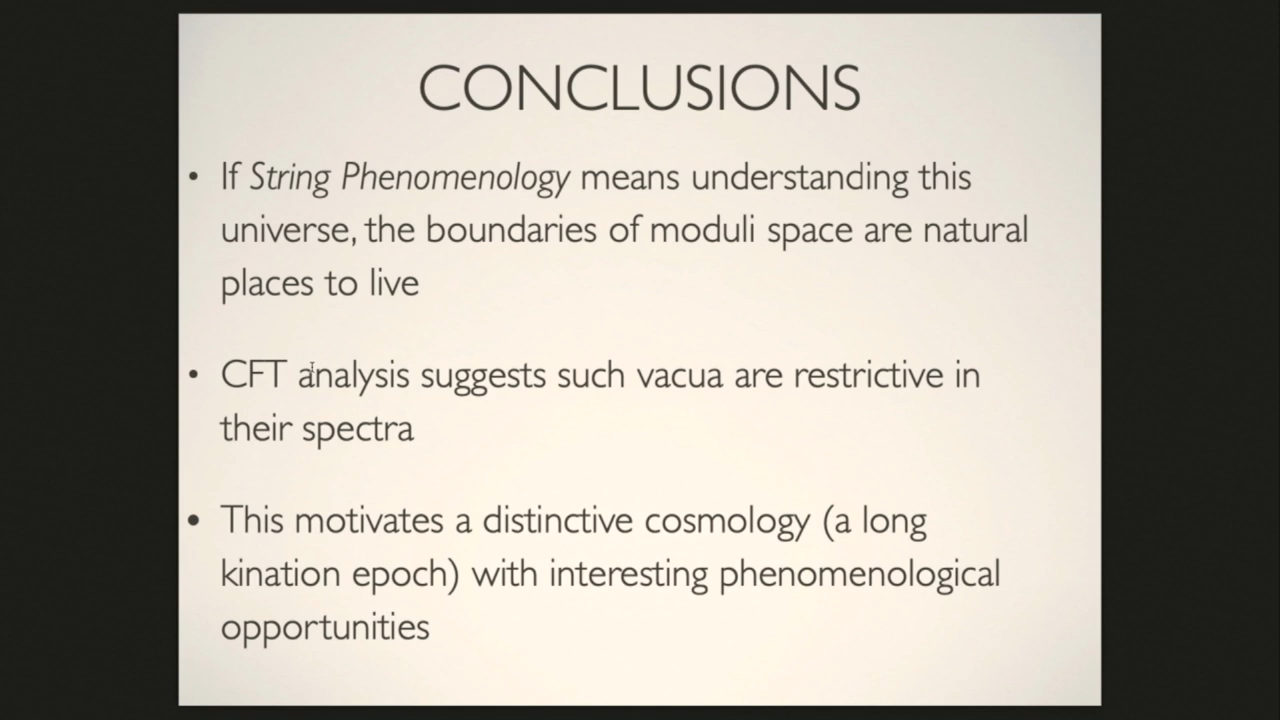 CONCLUSIONS
• If String Phenomenology means understanding this
universe, the boundaries of moduli space are natural
places to live
• CFT analysis suggests such vacua are restrictive in
their spectra
• This motivates a distinctive cosmology (a long
kination epoch) with interesting phenomenological
opportunities